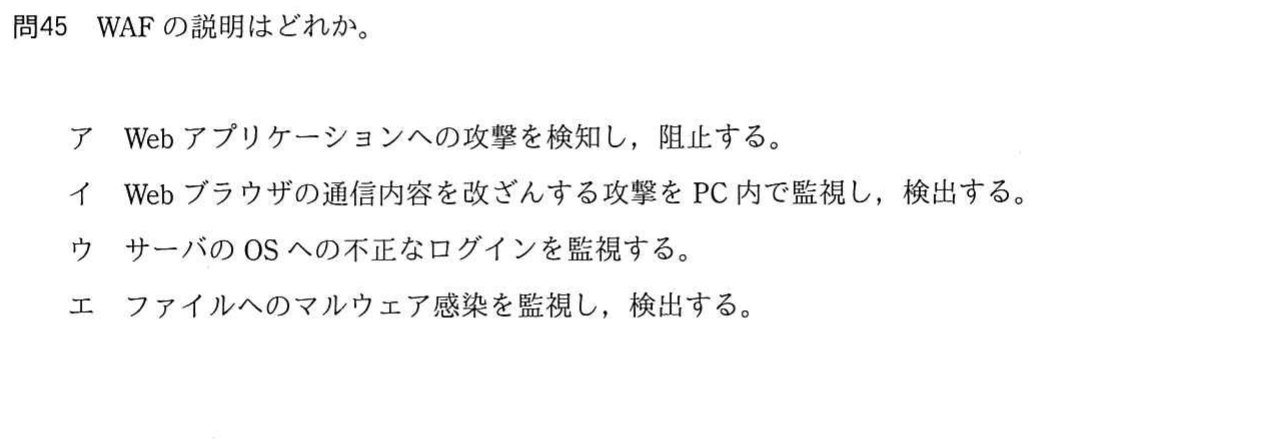 問45 WAF の説明はどれか。
ア Web アプリケーションへの攻撃を検知し，阻止する。
イ Web ブラウザの通信内容を改ざんする攻撃を PC 内で監視し，検出する。
ウ サーバの OS への不正なログインを監視する。
エ ファイルへのマルウェア感染を監視し，検出する。